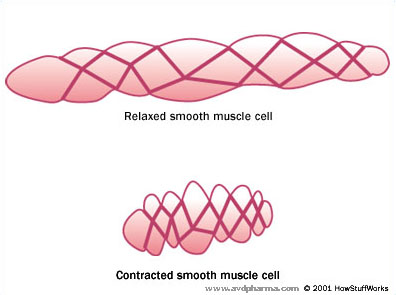 Relaxed smooth muscle cell
Contracted smooth muscle cell
www.avdpharma.com © 2001 HowStuffWorks